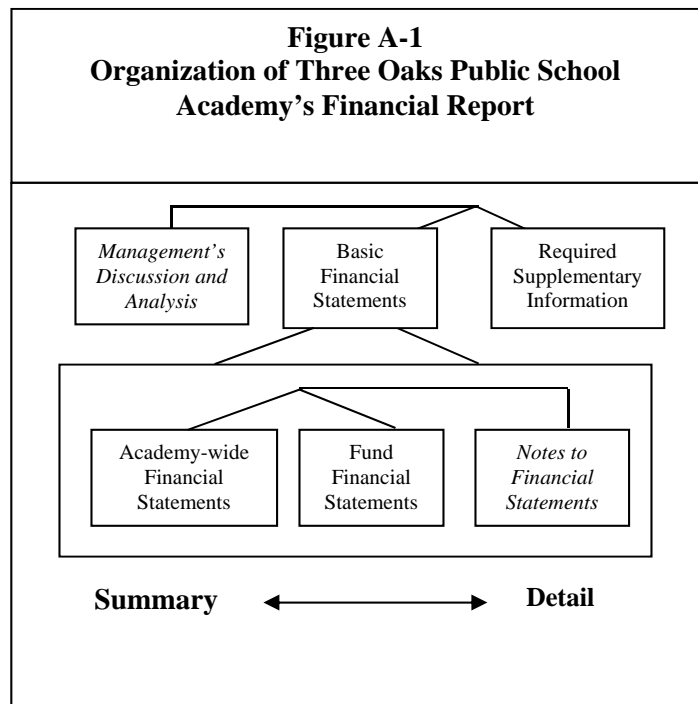 Figure A-1
Organization of Three Oaks Public School
Academy's Financial Report
Management's
Discussion and
Analysis
Basic
Financial
Statements
Required
Supplementary
Information
Academy-wide
Financial
Statements
Fund
Financial
Statements
Notes to
Financial
Statements
Summary
Detail